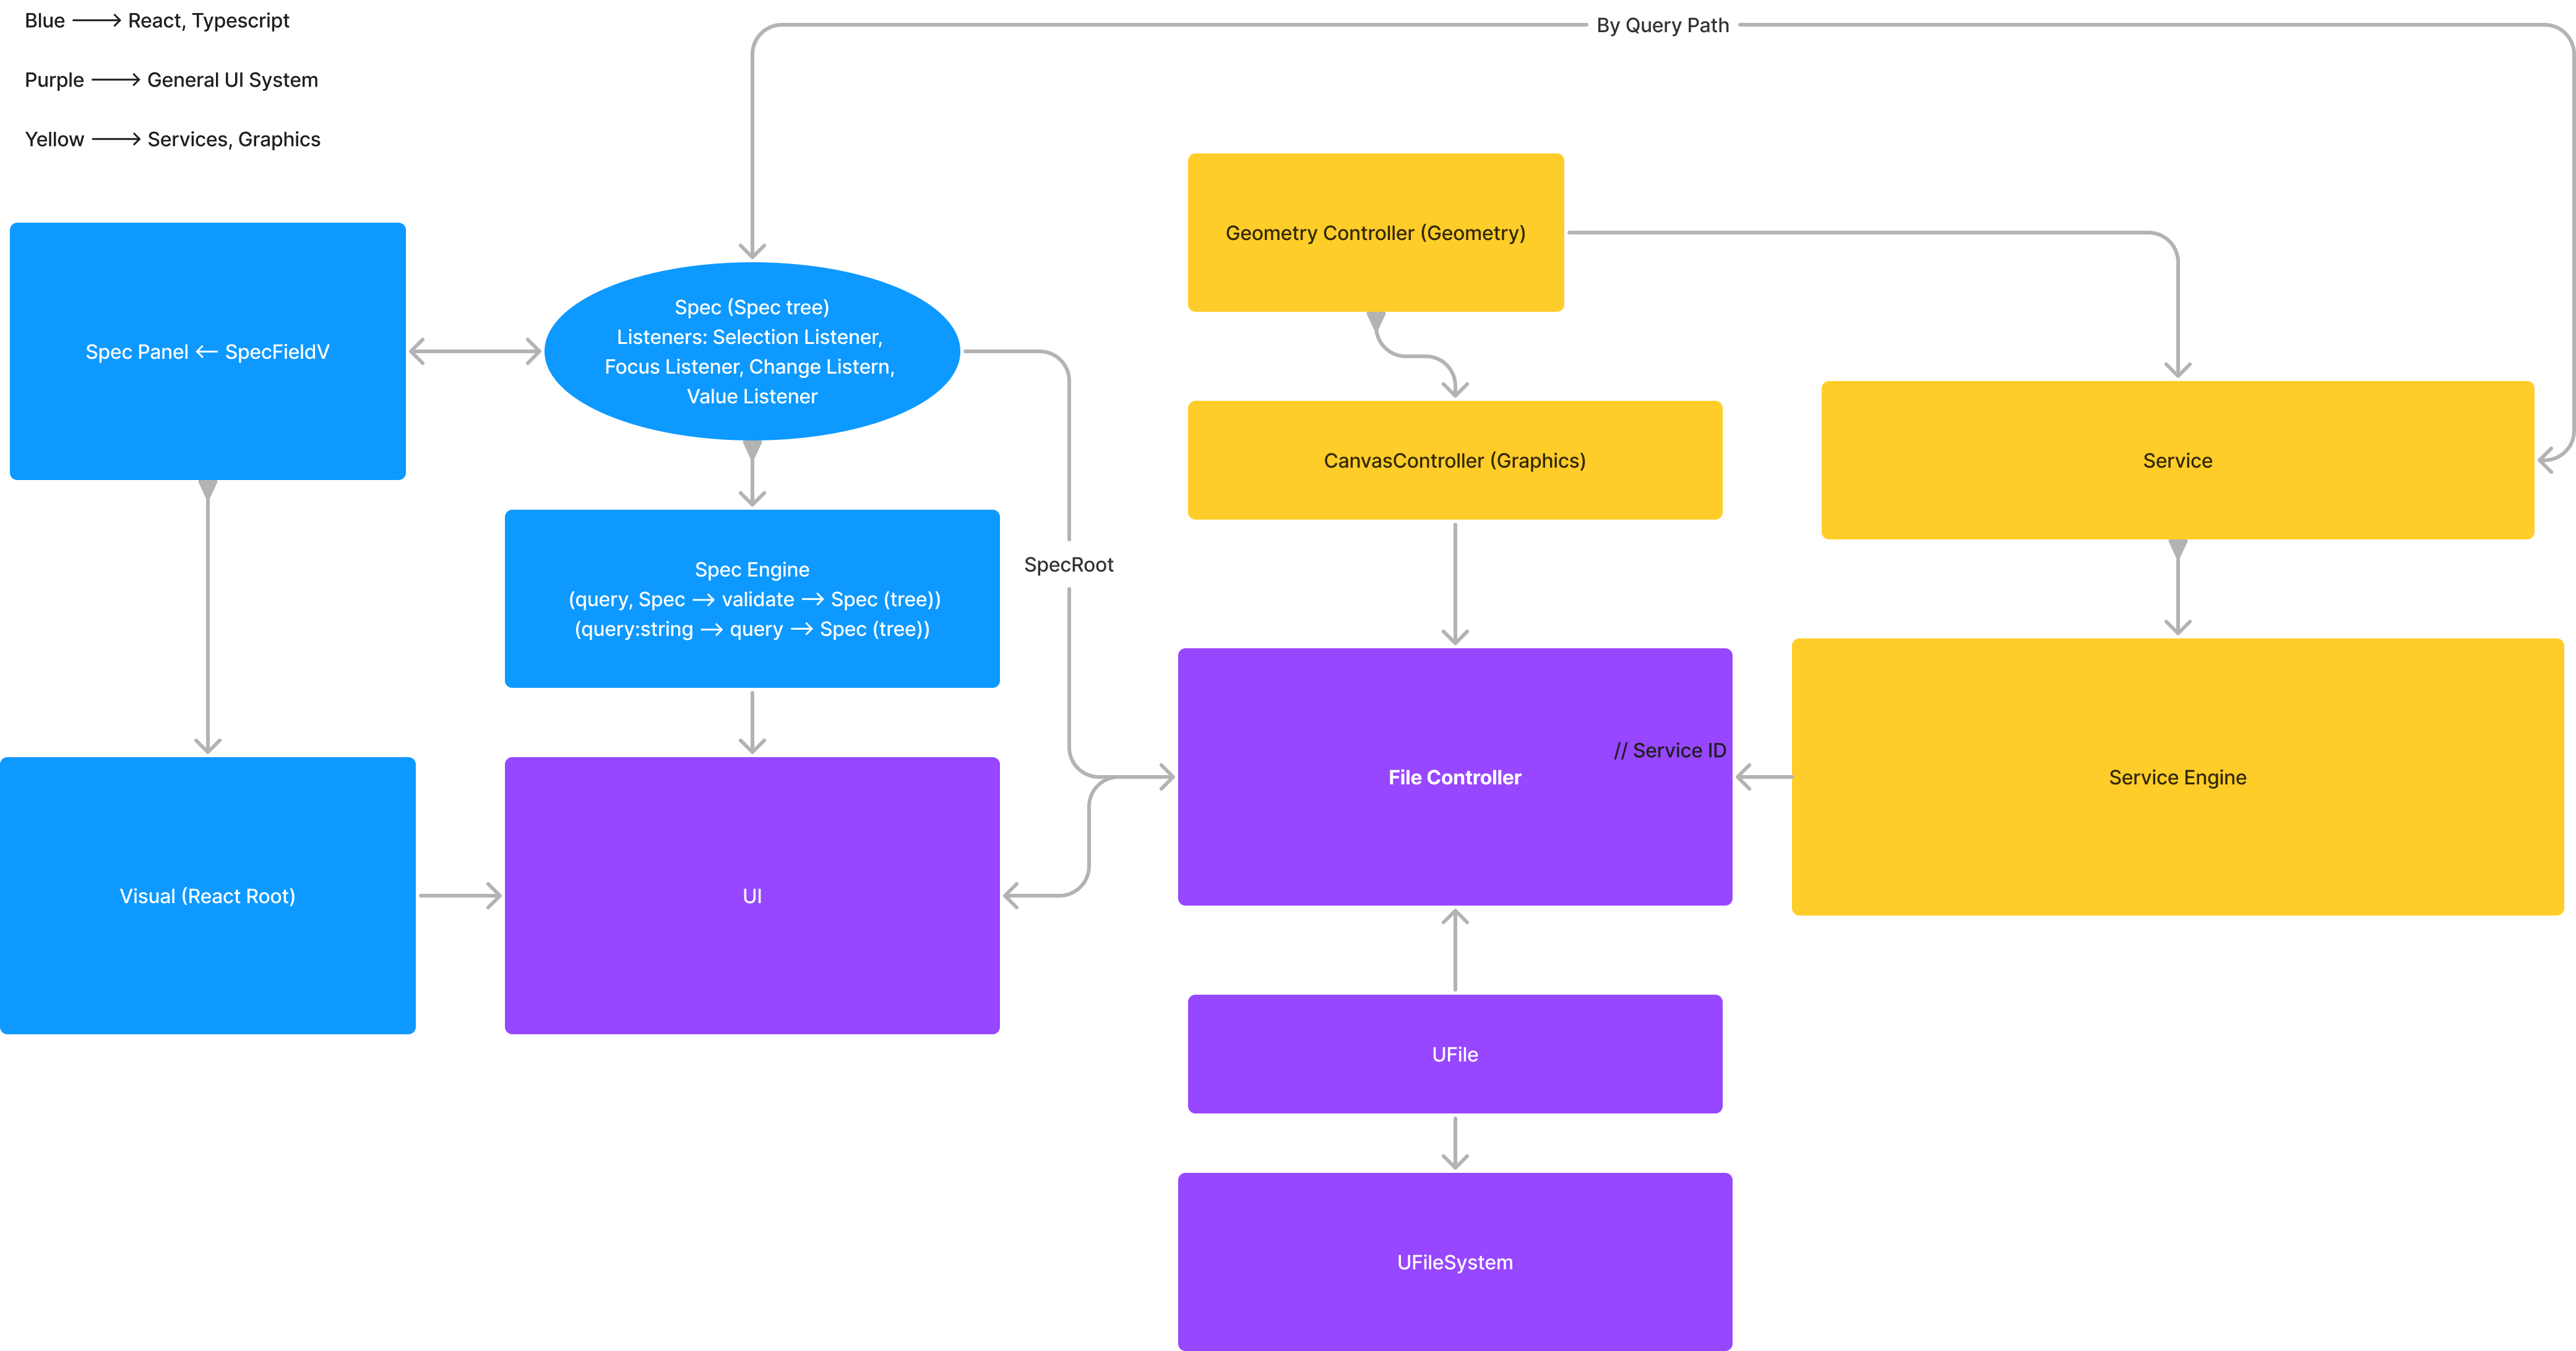 Blue ⟶ React, Typescript
By Query Path
Purple ⟶ General UI System
Yellow ⟶ Services, Graphics
Geometry Controller (Geometry)
Spec Panel ← SpecFieldV
Spec (Spec tree)
Listeners: Selection Listener,
Focus Listener, Change Listern,
Value Listener
CanvasController (Graphics)
Service
Spec Engine
(query, Spec → validate → Spec (tree))
(query:string → query → Spec (tree))
SpecRoot
// Service ID
File Controller
Service Engine
Visual (React Root)
UI
UFile
UFileSystem